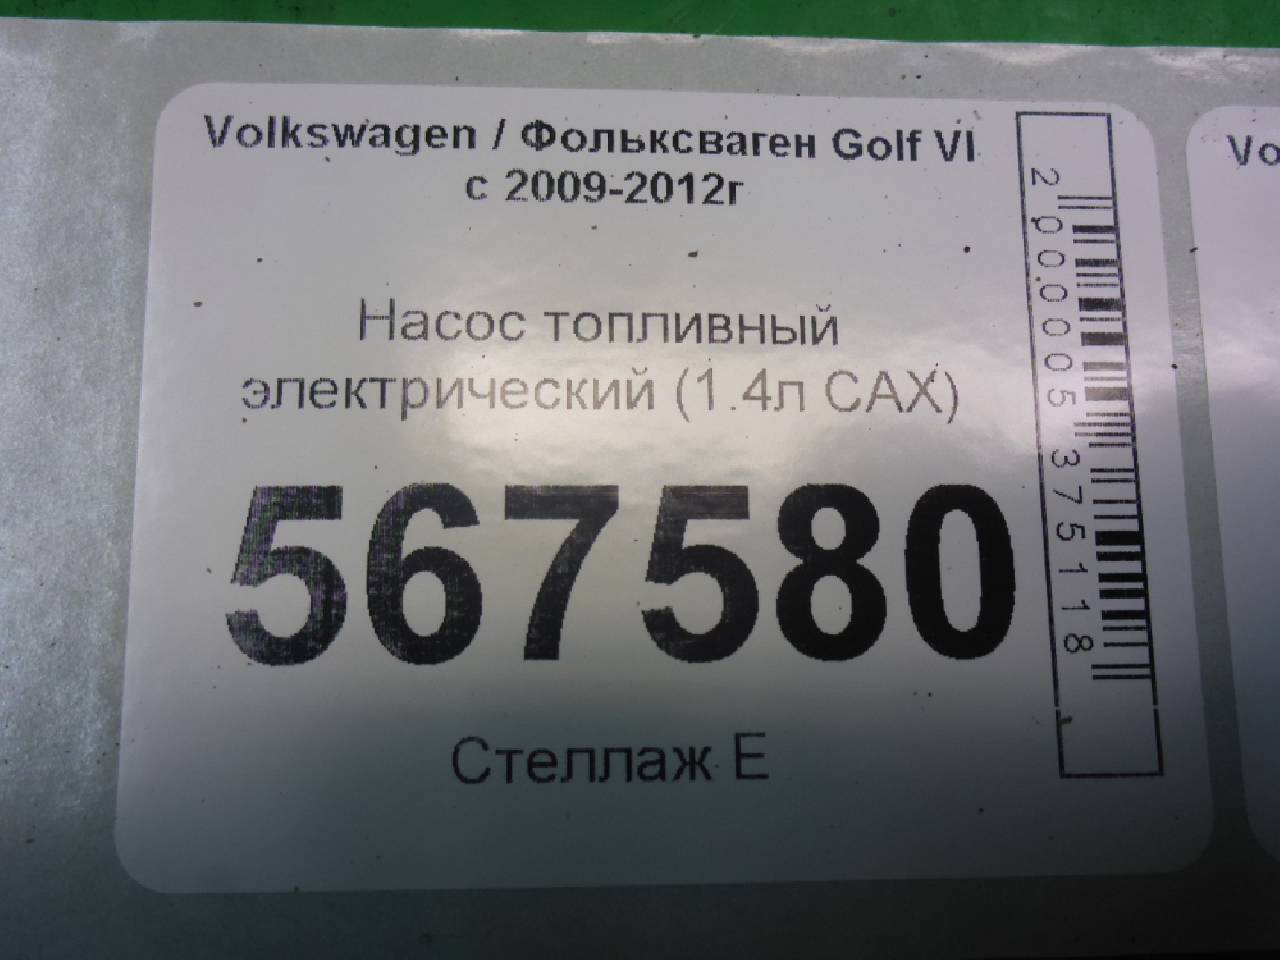 Volkswagen / Фольксваген Golf VI
с 2009-2012г
Насос топливный
электрический (1.4л CAX)
567580
Стеллаж Е
2000005375118
Vo